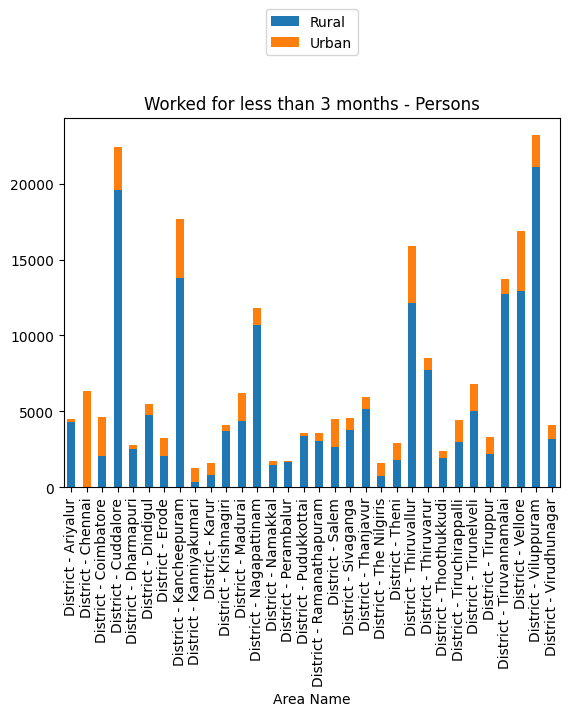 Rural
Urban
Worked for less than 3 months - Persons
20000
15000
10000
5000
0
District - Ariyalur
District - Chennai
District - Coimbatore
District - Cuddalore
District - Dharmapuri
District - Dindigul
District - Erode
District - Kancheepuram
District - Kanniyakumari
District - Karur
District - Krishnagiri
District - Madurai
District - Nagapattinam
District - Namakkal
District - Perambalur
District - Pudukkottai
District - Ramanathapuram
District - Salem
District - Sivaganga
District - Thanjavur
District - The Nilgiris
District - Theni
District - Thiruvallur
District - Thiruvarur
District - Thoothukkudi
District - Tiruchirappalli
District - Tirunelveli
District - Tiruppur
District - Tiruvannamalai
District - Vellore
District - Viluppuram
District - Virudhunagar
Area Name